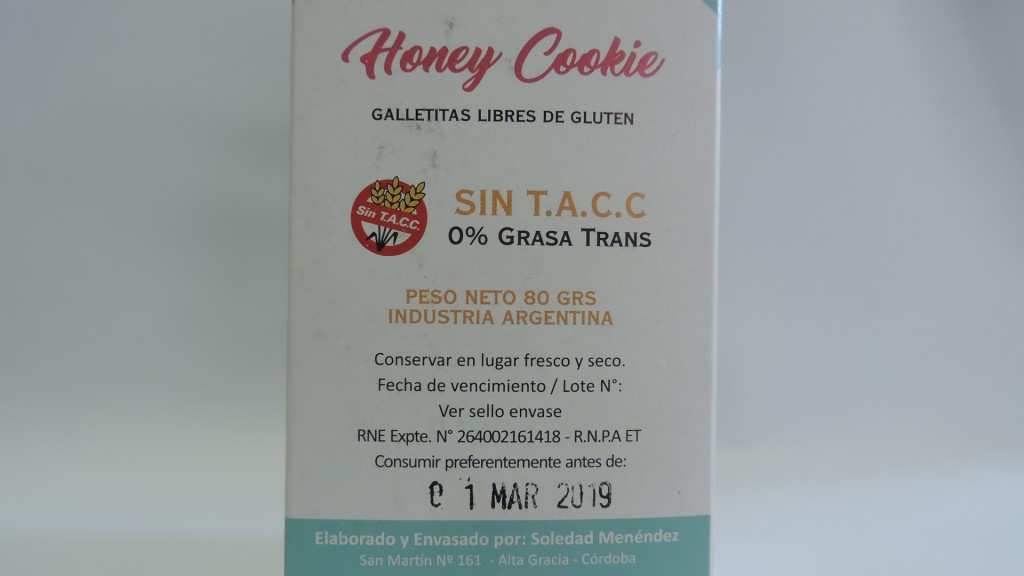 Honey Cookie
GALLETITAS LIBRES DE GLUTEN
Sin T.A.C.C.
SIN T.A.C.C
0% GRASA TRANS
PESO NETO 80 GRS
INDUSTRIA ARGENTINA
Conservar en lugar fresco y seco.
Fecha de vencimiento / Lote N°:
Ver sello envase
RNE Expte. N° 264002161418 - R.N.P.A ET
Consumir preferentemente antes de:
0 1 MAR 2019
Elaborado y Envasado por: Soledad Menéndez
San Martín Nº 161 - Alta Gracia - Córdoba